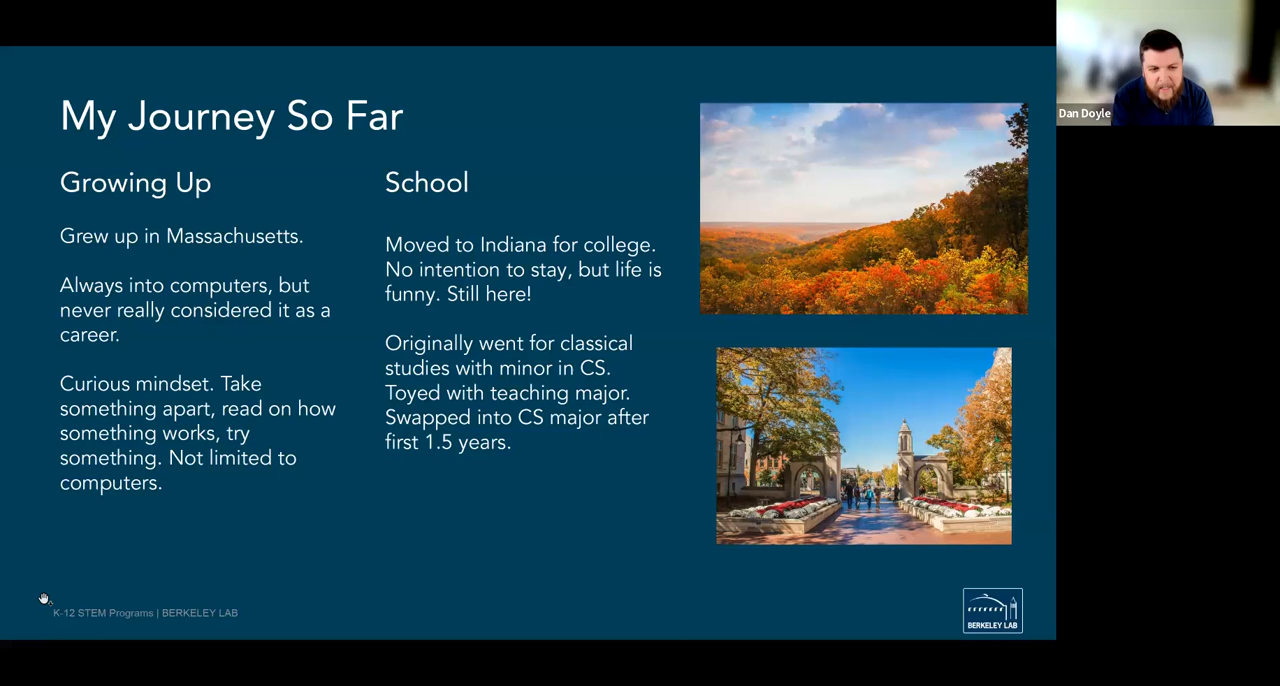 My Journey So Far
Growing Up
Grew up in Massachusetts.
Always into computers, but
never really considered it as a
career.
Curious mindset. Take
something apart, read on how
something works, try
something. Not limited to
computers.
School
Moved to Indiana for college.
No intention to stay, but life is
funny. Still here!
Originally went for classical
studies with minor in CS.
Toyed with teaching major.
Swapped into CS major after
first 1.5 years.
K-12 STEM Programs | BERKELEY LAB
BERKELEY LAB
Dan Doyle